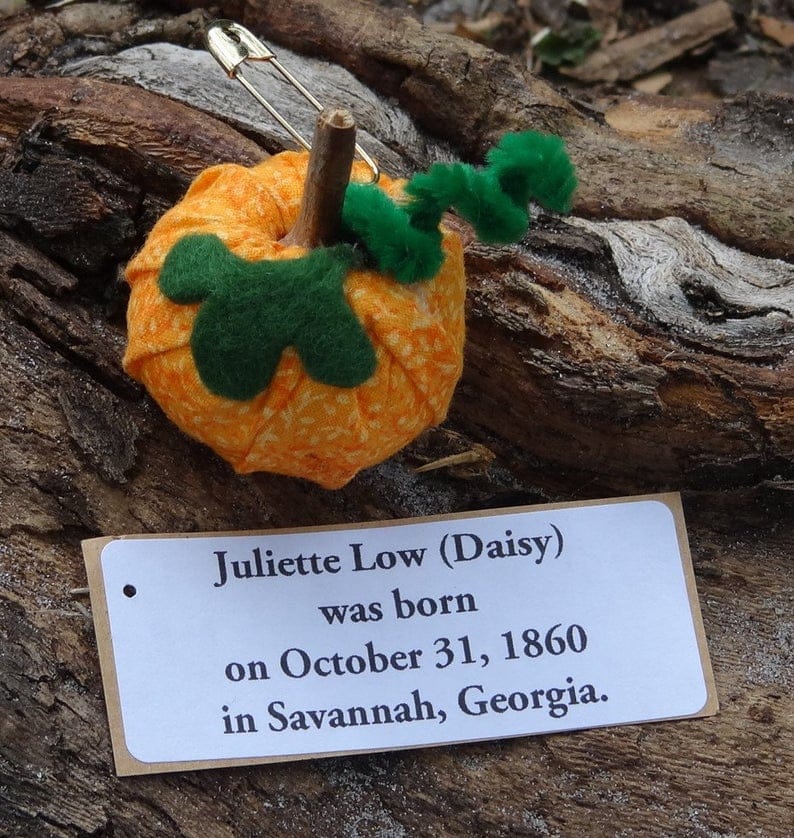 Juliette Low (Daisy)
was born
on October 31, 1860
in Savannah, Georgia.